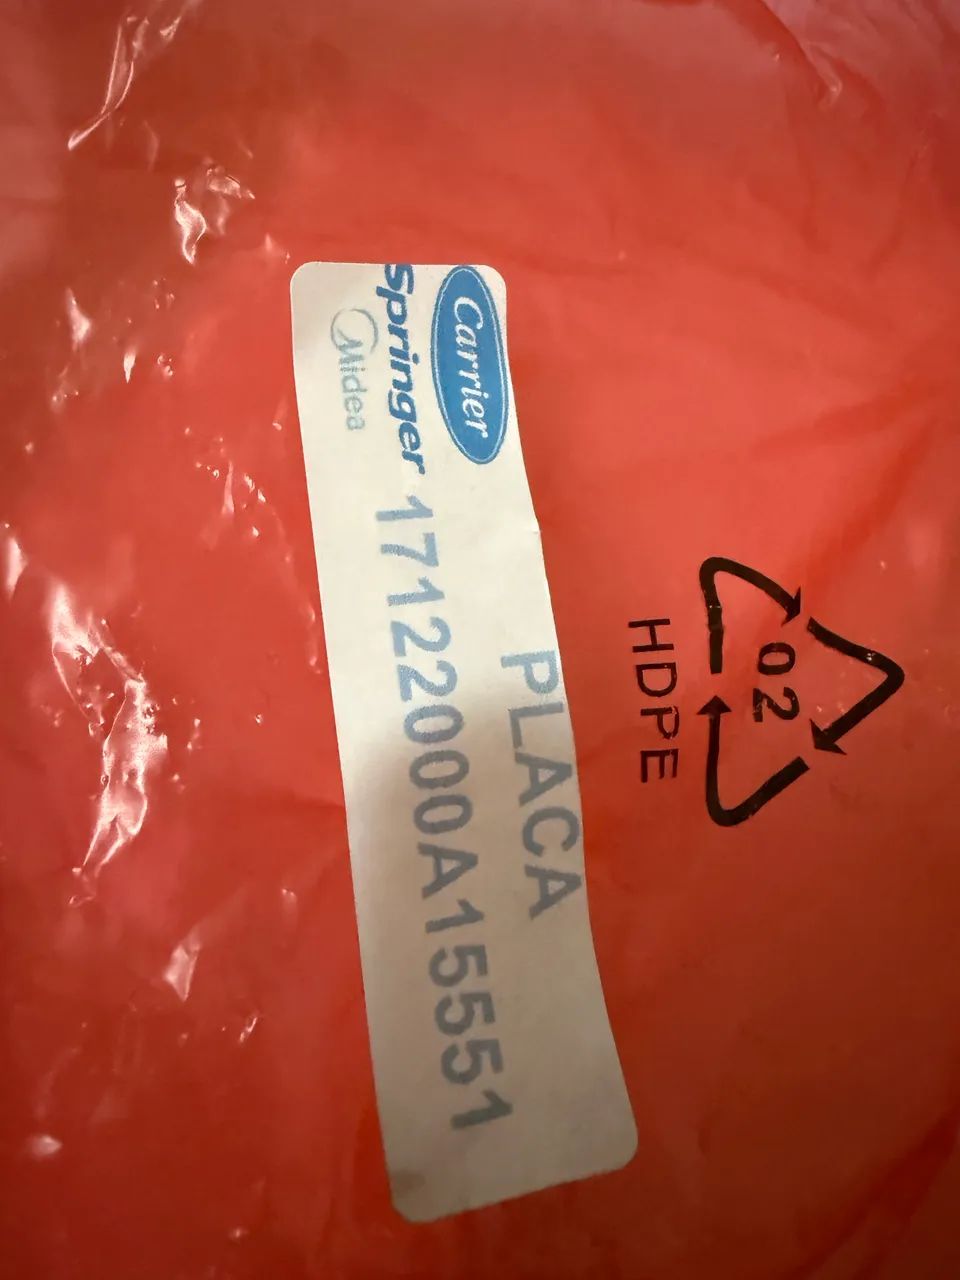 Carrier
Springer
Midea
PLACA
17122000A15551
02
HDPE